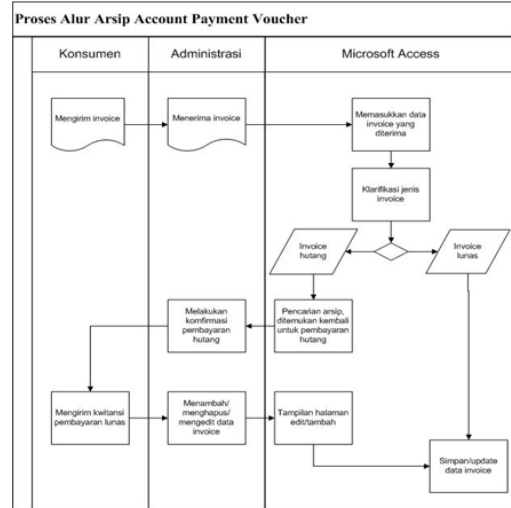 Proses Alur Arsip Account Payment Voucher
Konsumen
Administrasi
Microsoft Access
Mengirim invoice
Menerima invoice
Memasukkan data
invoice yang
diterima
Klarifikasi jenis
invoice
Invoice
hutang
Invoice
lunas
Melakukan
komfirmasi
pembayaran
hutang
Pencarian arsip,
ditemukan kembali
untuk pembayaran
hutang
Mengirim kwitansi
pembayaran lunas
Menambah/
menghapus/
mengedit data
invoice
Tampilan halaman
edit/tambah
Simpan/update
data invoice